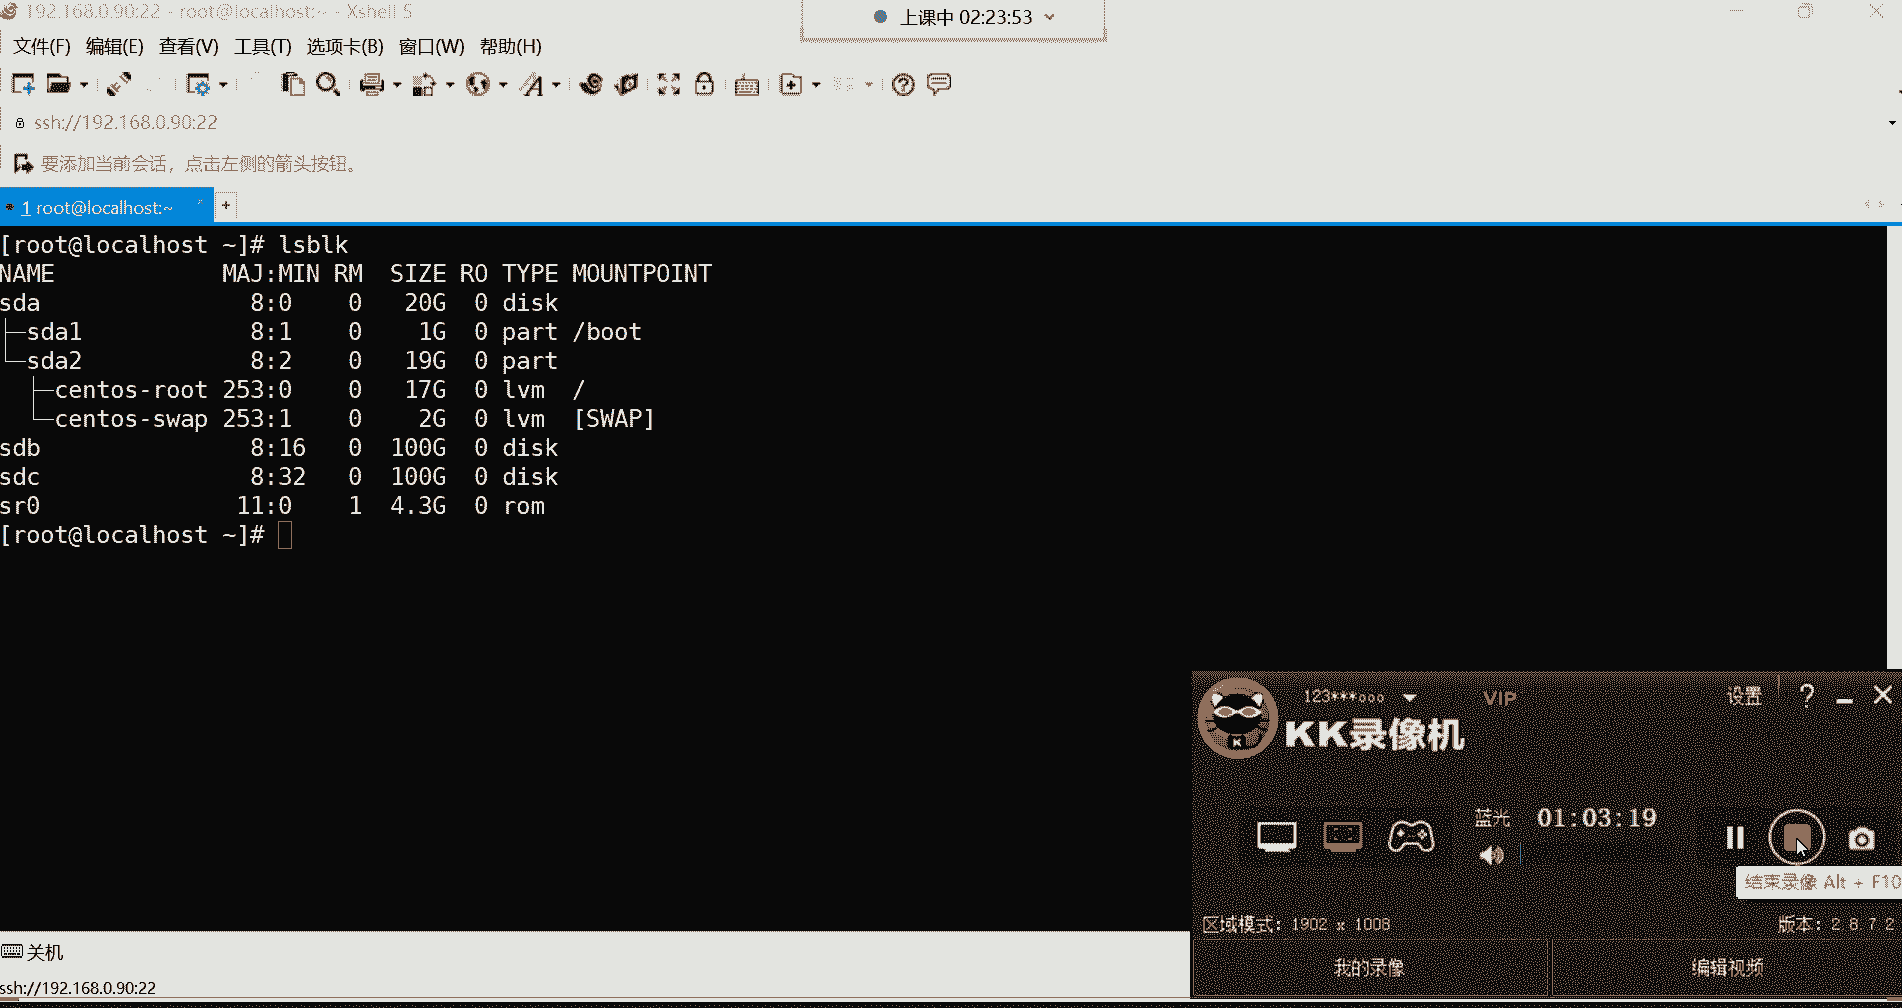 192.168.0.90:22 - root@localhost:~ - Xshell 5
上课中 02:23:53
文件(F) 编辑(E) 查看(V) 工具(T) 选项卡(B) 窗口(W) 帮助(H)
ssh://192.168.0.90:22
要添加当前会话，点击左侧的箭头按钮。
1 root@localhost:~
[root@localhost ~]# lsblk
NAME            MAJ:MIN RM  SIZE RO TYPE MOUNTPOINT
sda               8:0    0   20G  0 disk
├─sda1            8:1    0    1G  0 part /boot
└─sda2            8:2    0   19G  0 part
  ├─centos-root 253:0    0   17G  0 lvm  /
  └─centos-swap 253:1    0    2G  0 lvm  [SWAP]
sdb               8:16   0  100G  0 disk
sdc               8:32   0  100G  0 disk
sr0              11:0    1  4.3G  0 rom
[root@localhost ~]#
123***ooo VIP 设置
KK录像机
蓝光 01:03:19
结束录像 Alt + F10
区域模式: 1902 x 1008 版本: 2 8 7 2
我的录像 编辑视频
关机
ssh://192.168.0.90:22